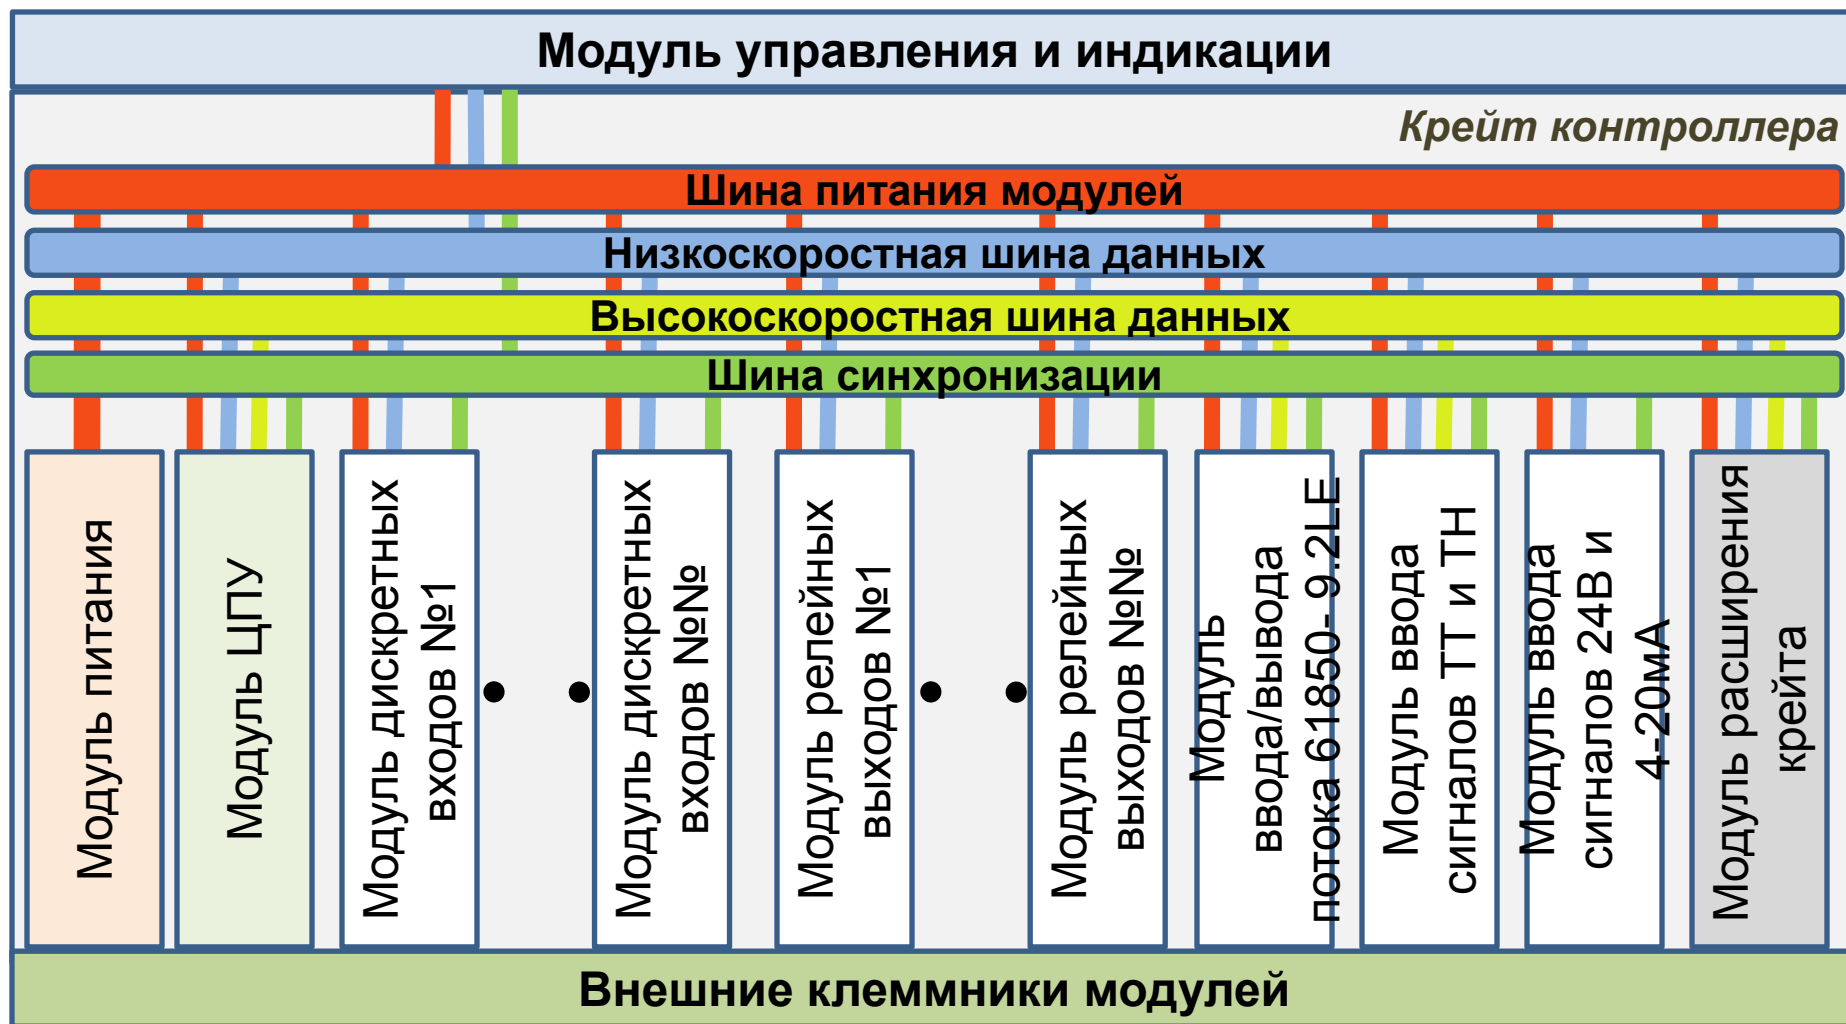 Модуль управления и индикации
Крейт контроллера
Шина питания модулей
Низкоскоростная шина данных
Высокоскоростная шина данных
Шина синхронизации
Модуль питания
Модуль ЦПУ
Модуль дискретных
входов №1
Модуль дискретных
входов №№
Модуль релейных
выходов №1
Модуль релейных
выходов №№
Модуль
ввода/вывода
потока 61850- 9.2LE
Модуль ввода
сигналов ТТ и ТН
Модуль ввода
сигналов 24В и
4-20мА
Модуль расширения
крейта
Внешние клеммники модулей